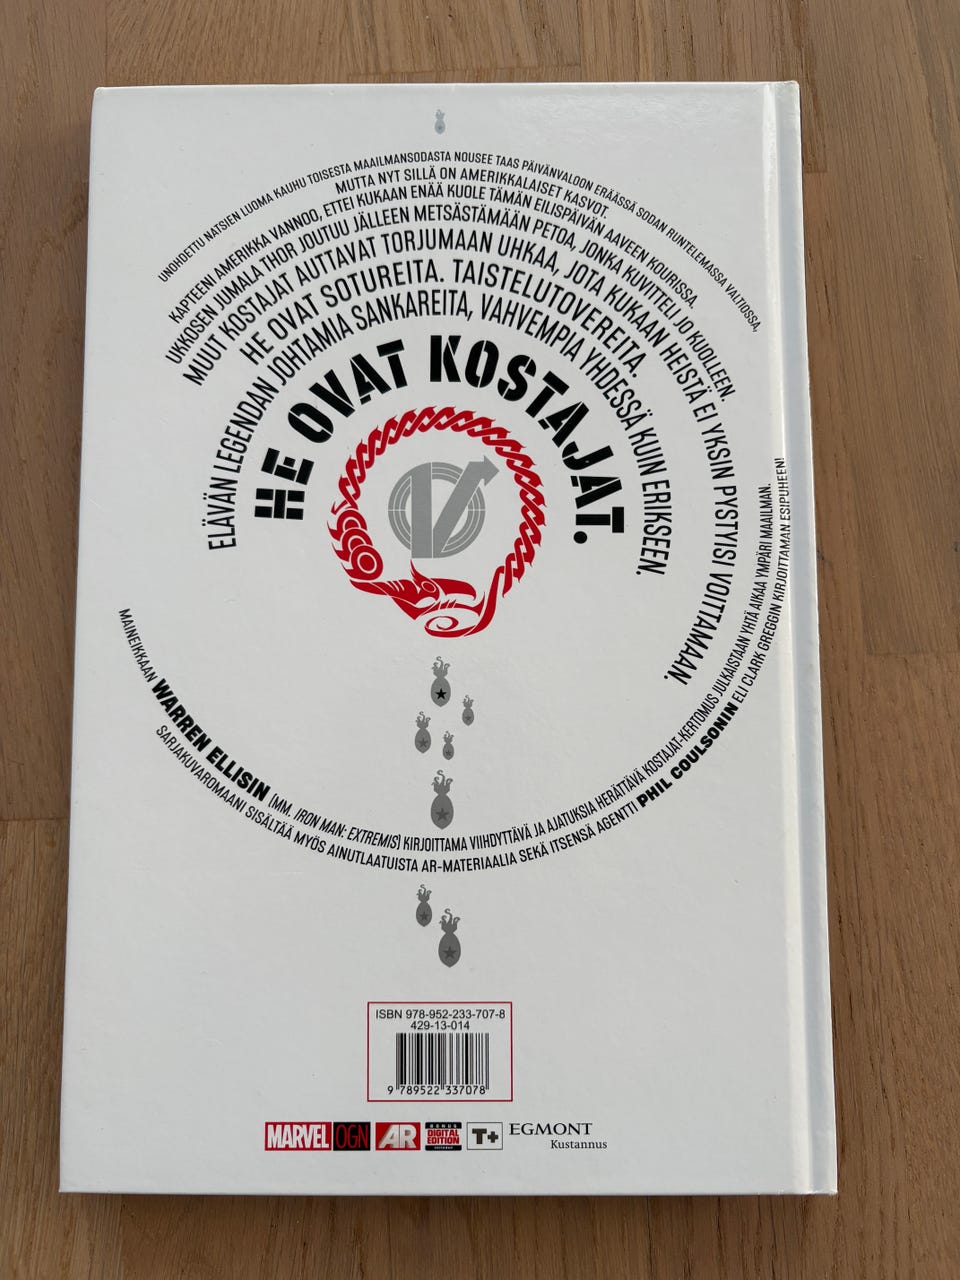 UNOHDETTU NATSIEN LUOMA KAUHU TOISESTA MAAILMANSODASTA NOUSEE TAAS PÄIVÄNVALOON ERÄÄSSÄ SODAN RUNTELEMASSA VALTIOSSA,
MUTTA NYT SILLÄ ON AMERIKKALAISET KASVOT.
KAPTEENI AMERIKKA VANNOO, ETTEI KUKAAN ENÄÄ KUOLE TÄMÄN EILISPÄIVÄN AAVEEN KOURISSA.
UKKOSEN JUMALA THOR JOUTUU JÄLLEEN METSÄSTÄMÄÄN PETOA, JONKA KUVITTELI JO KUOLLEEN.
MUUT KOSTAJAT AUTTAVAT TORJUMAAN UHKAA, JOTA KUKAAN HEISTÄ EI YKSIN PYSTYISI VOITTAMAAN.
HE OVAT SOTUREITA. TAISTELUTOVEREITA.
ELÄVÄN LEGENDAN JOHTAMIA SANKAREITA, VAHVEMPIA YHDESSÄ KUIN ERIKSEEN.
HE OVAT KOSTAJAT.
MAINEIKKAAN WARREN ELLISIN (MM. IRON MAN: EXTREMIS) KIRJOITTAMA VIIHDYTTÄVÄ JA AJATUKSIA HERÄTTÄVÄ KOSTAJAT-KERTOMUS JULKAISTAAN YHTÄ AIKAA YMPÄRI MAAILMAN.
SARJAKUVAROMAANI SISÄLTÄÄ MYÖS AINUTLAATUISTA AR-MATERIAALIA SEKÄ ITSENSÄ AGENTTI PHIL COULSONIN ELI CLARK GREGGIN KIRJOITTAMAN ESIPUHEEN!
ISBN 978-952-233-707-8
429-13-014
9 789522 337078
MARVEL OGN AR BONUS DIGITAL EDITION T+ EGMONT
Kustannus